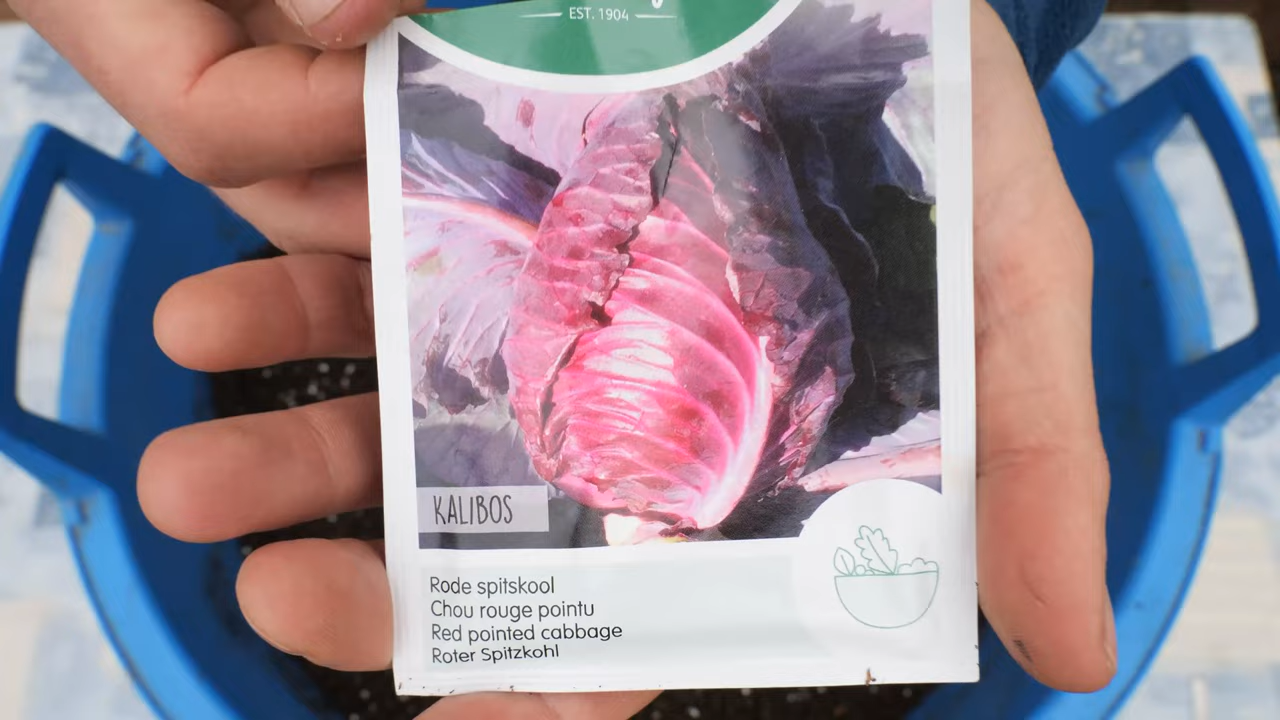 EST. 1904
KALIBOS
Rode spitskool
Chou rouge pointu
Red pointed cabbage
Roter Spitzkohl